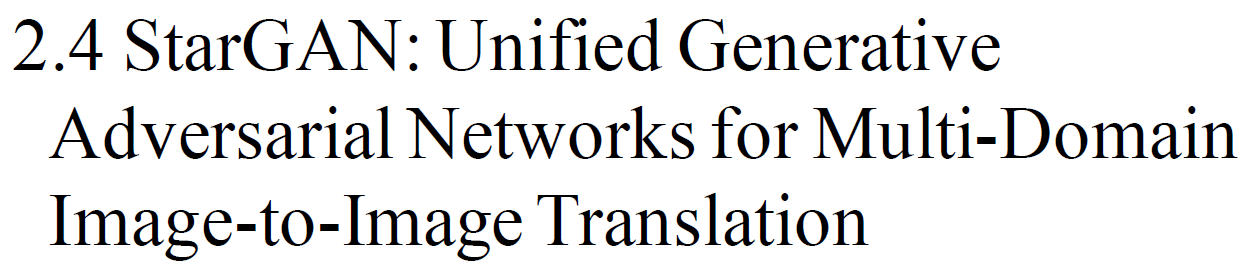 2.4 StarGAN: Unified Generative
Adversarial Networks for Multi-Domain
Image-to-Image Translation